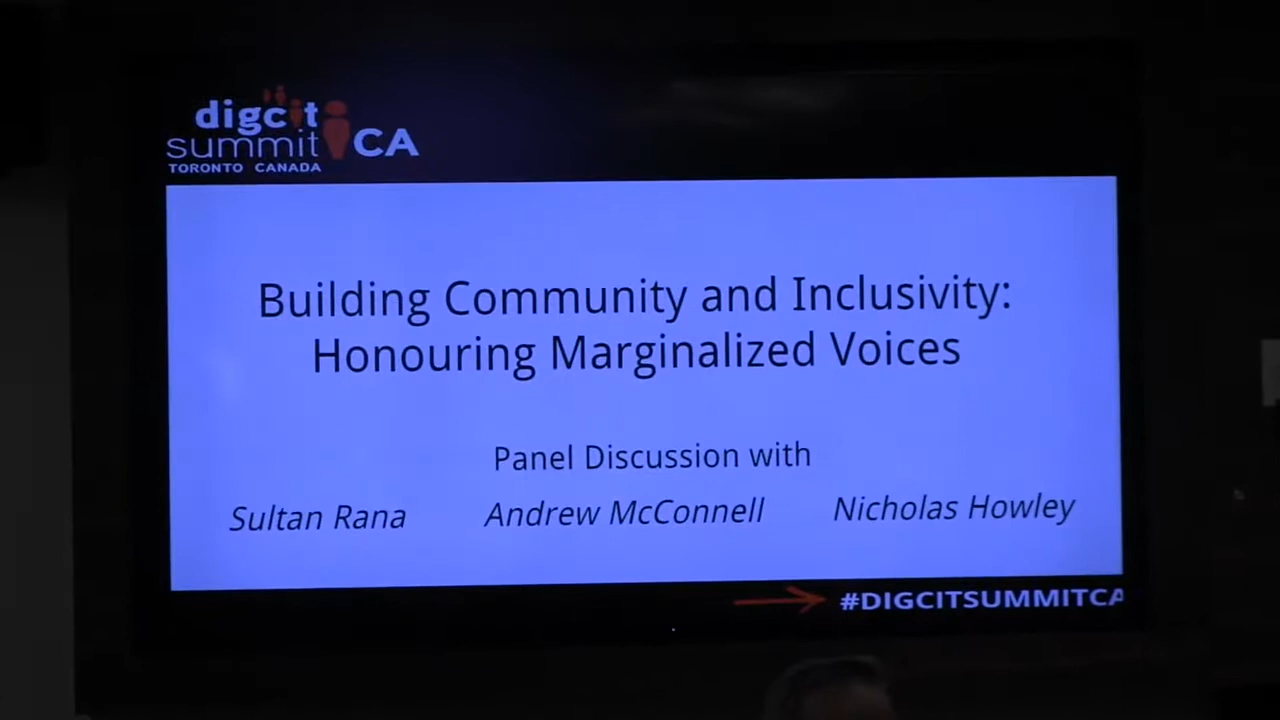 digcit
summit CA
TORONTO CANADA
Building Community and Inclusivity:
Honouring Marginalized Voices
Panel Discussion with
Sultan Rana Andrew McConnell Nicholas Howley
#DIGCITSUMMITCA